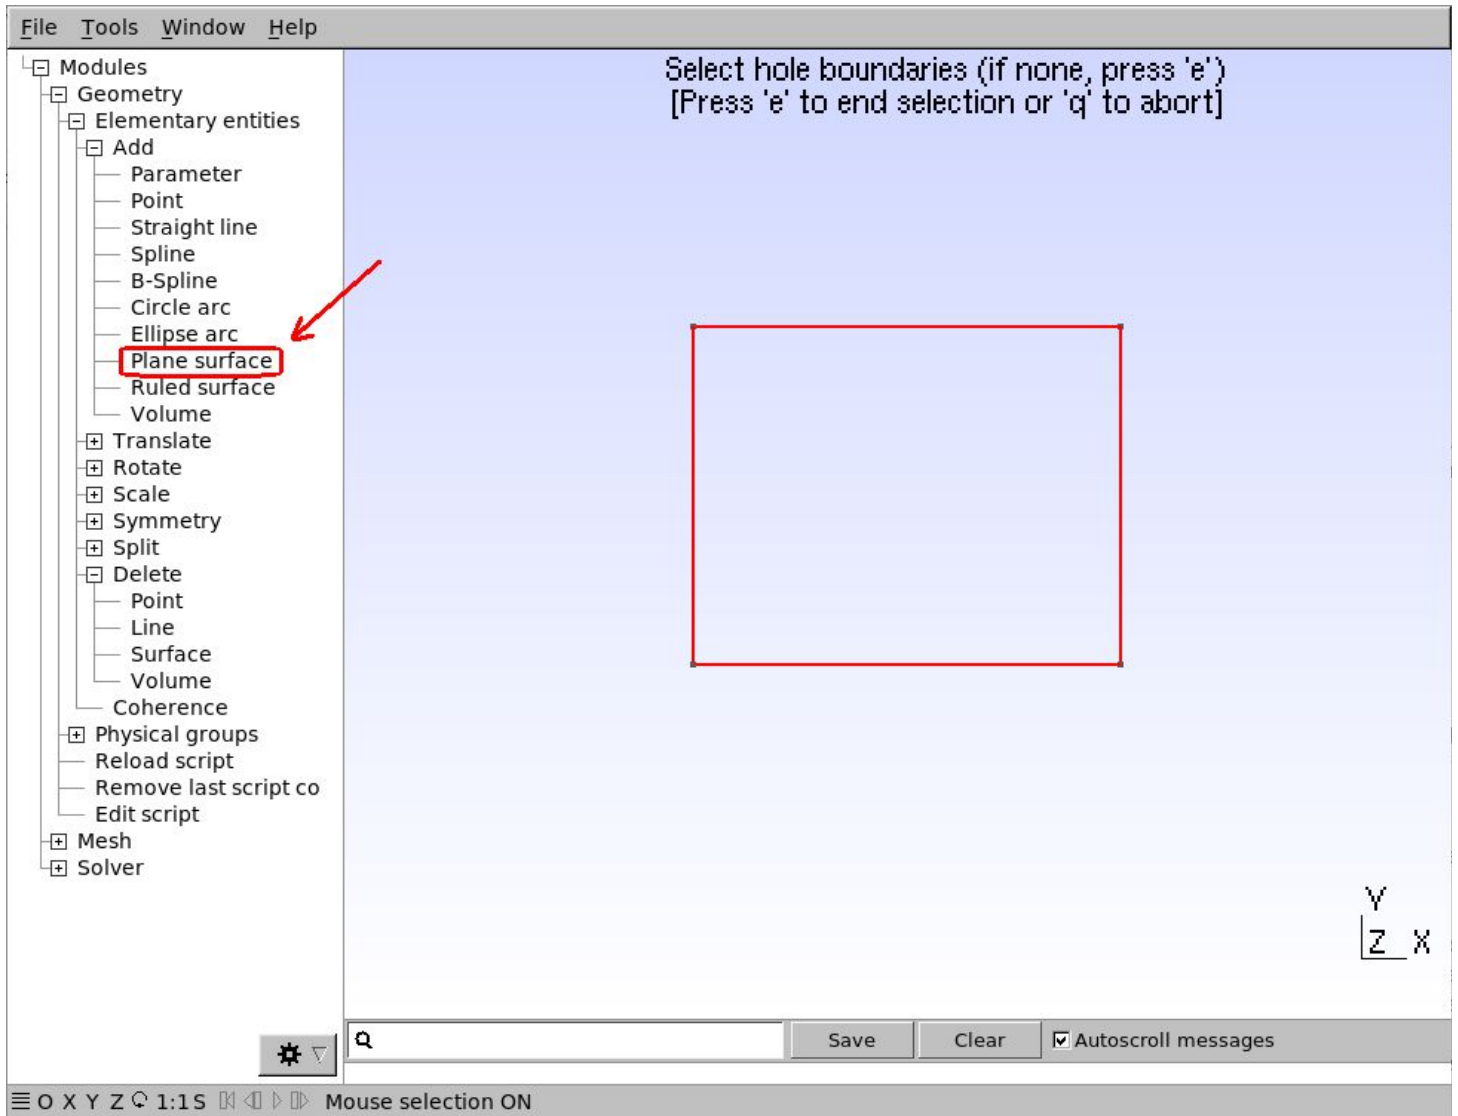 File Tools Window Help
Modules
Geometry
Elementary entities
Add
Parameter
Point
Straight line
Spline
B-Spline
Circle arc
Ellipse arc
Plane surface
Ruled surface
Volume
Translate
Rotate
Scale
Symmetry
Split
Delete
Point
Line
Surface
Volume
Coherence
Physical groups
Reload script
Remove last script co
Edit script
Mesh
Solver
Select hole boundaries (if none, press 'e')
[Press 'e' to end selection or 'q' to abort]
Y
Z X
Save Clear Autoscroll messages
O X Y Z 1:1 S Mouse selection ON